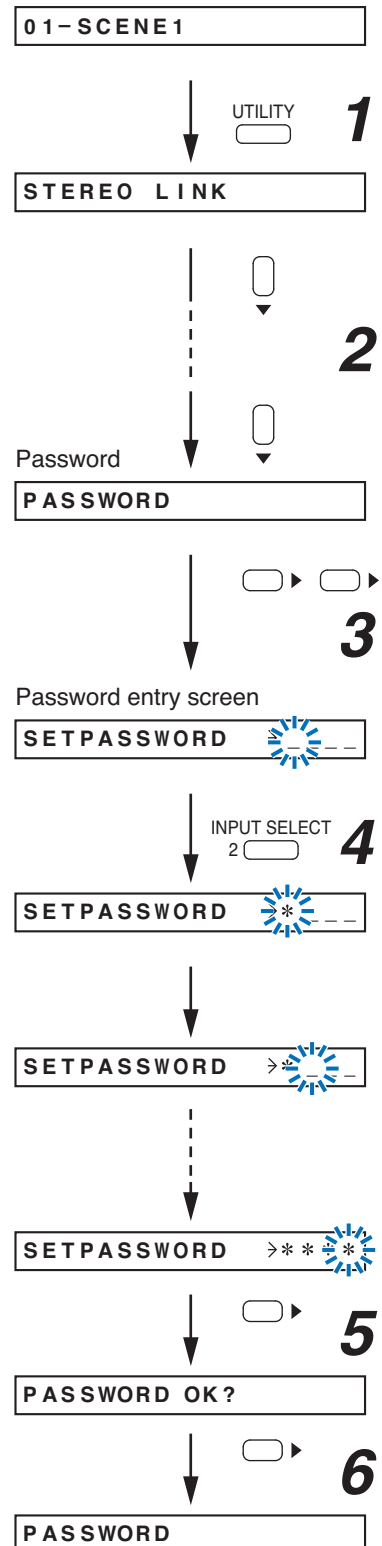 01-SCENE1
UTILITY
1
STEREO LINK
2
Password
PASSWORD
3
Password entry screen
SETPASSWORD >_ _ _ _
INPUT SELECT
2
4
SETPASSWORD >* _ _ _
SETPASSWORD >* _ _ _
SETPASSWORD >* * * *
5
PASSWORD OK?
6
PASSWORD